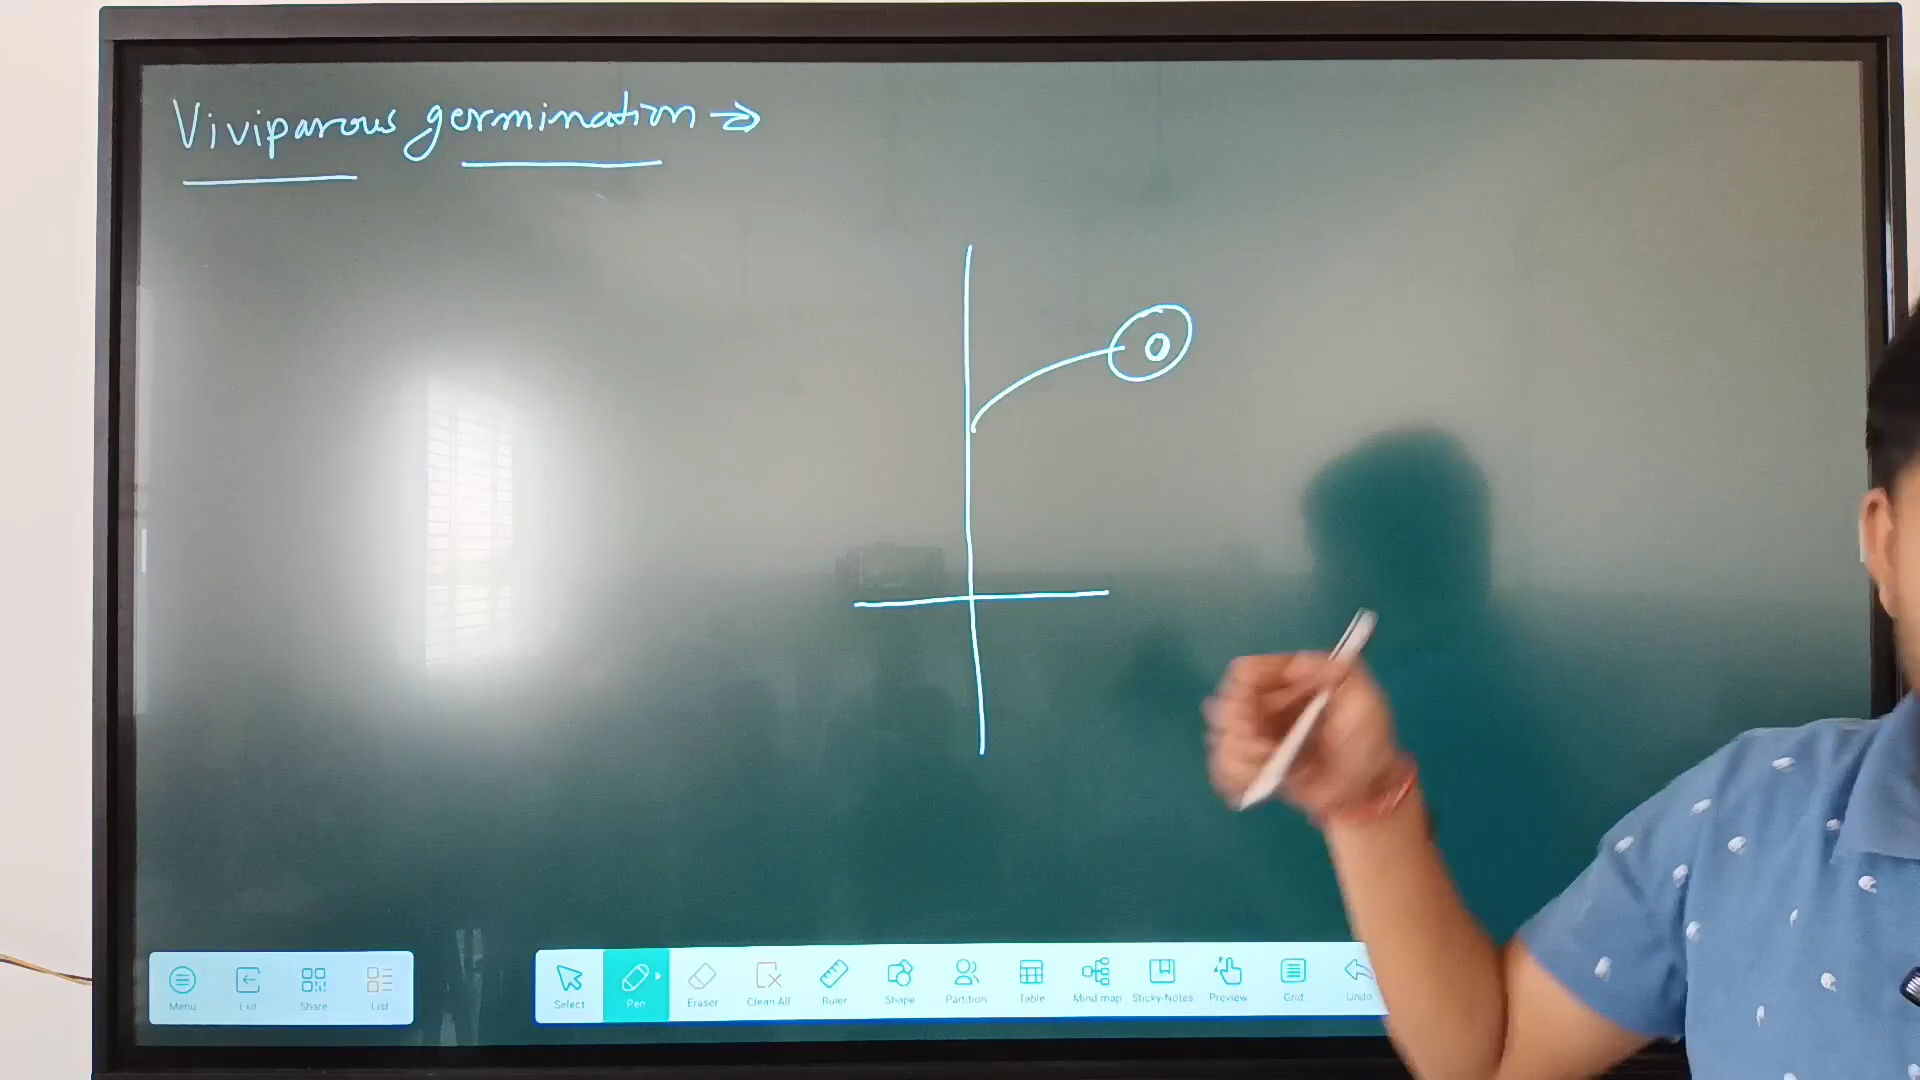 Viviparous germination →
Menu Exit Share List
Select Pen Eraser Clean All Ruler Shape Partition Table Mind map Sticky Notes Preview Grid Undo